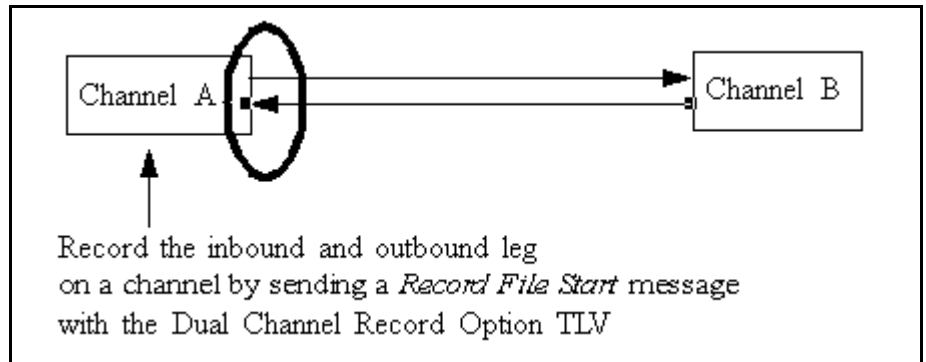 Channel A
Channel B
Record the inbound and outbound leg
on a channel by sending a Record File Start message
with the Dual Channel Record Option TLV